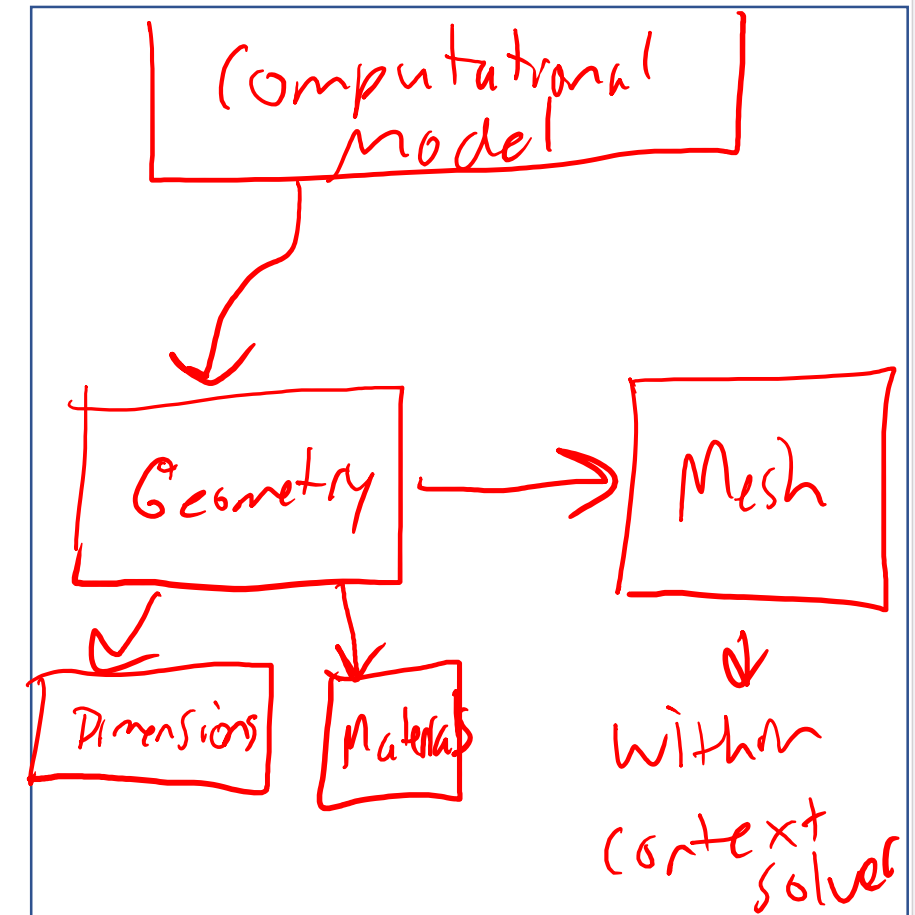 Computational
Model
Geometry
Mesh
Dimensions
Materials
within
context
solver